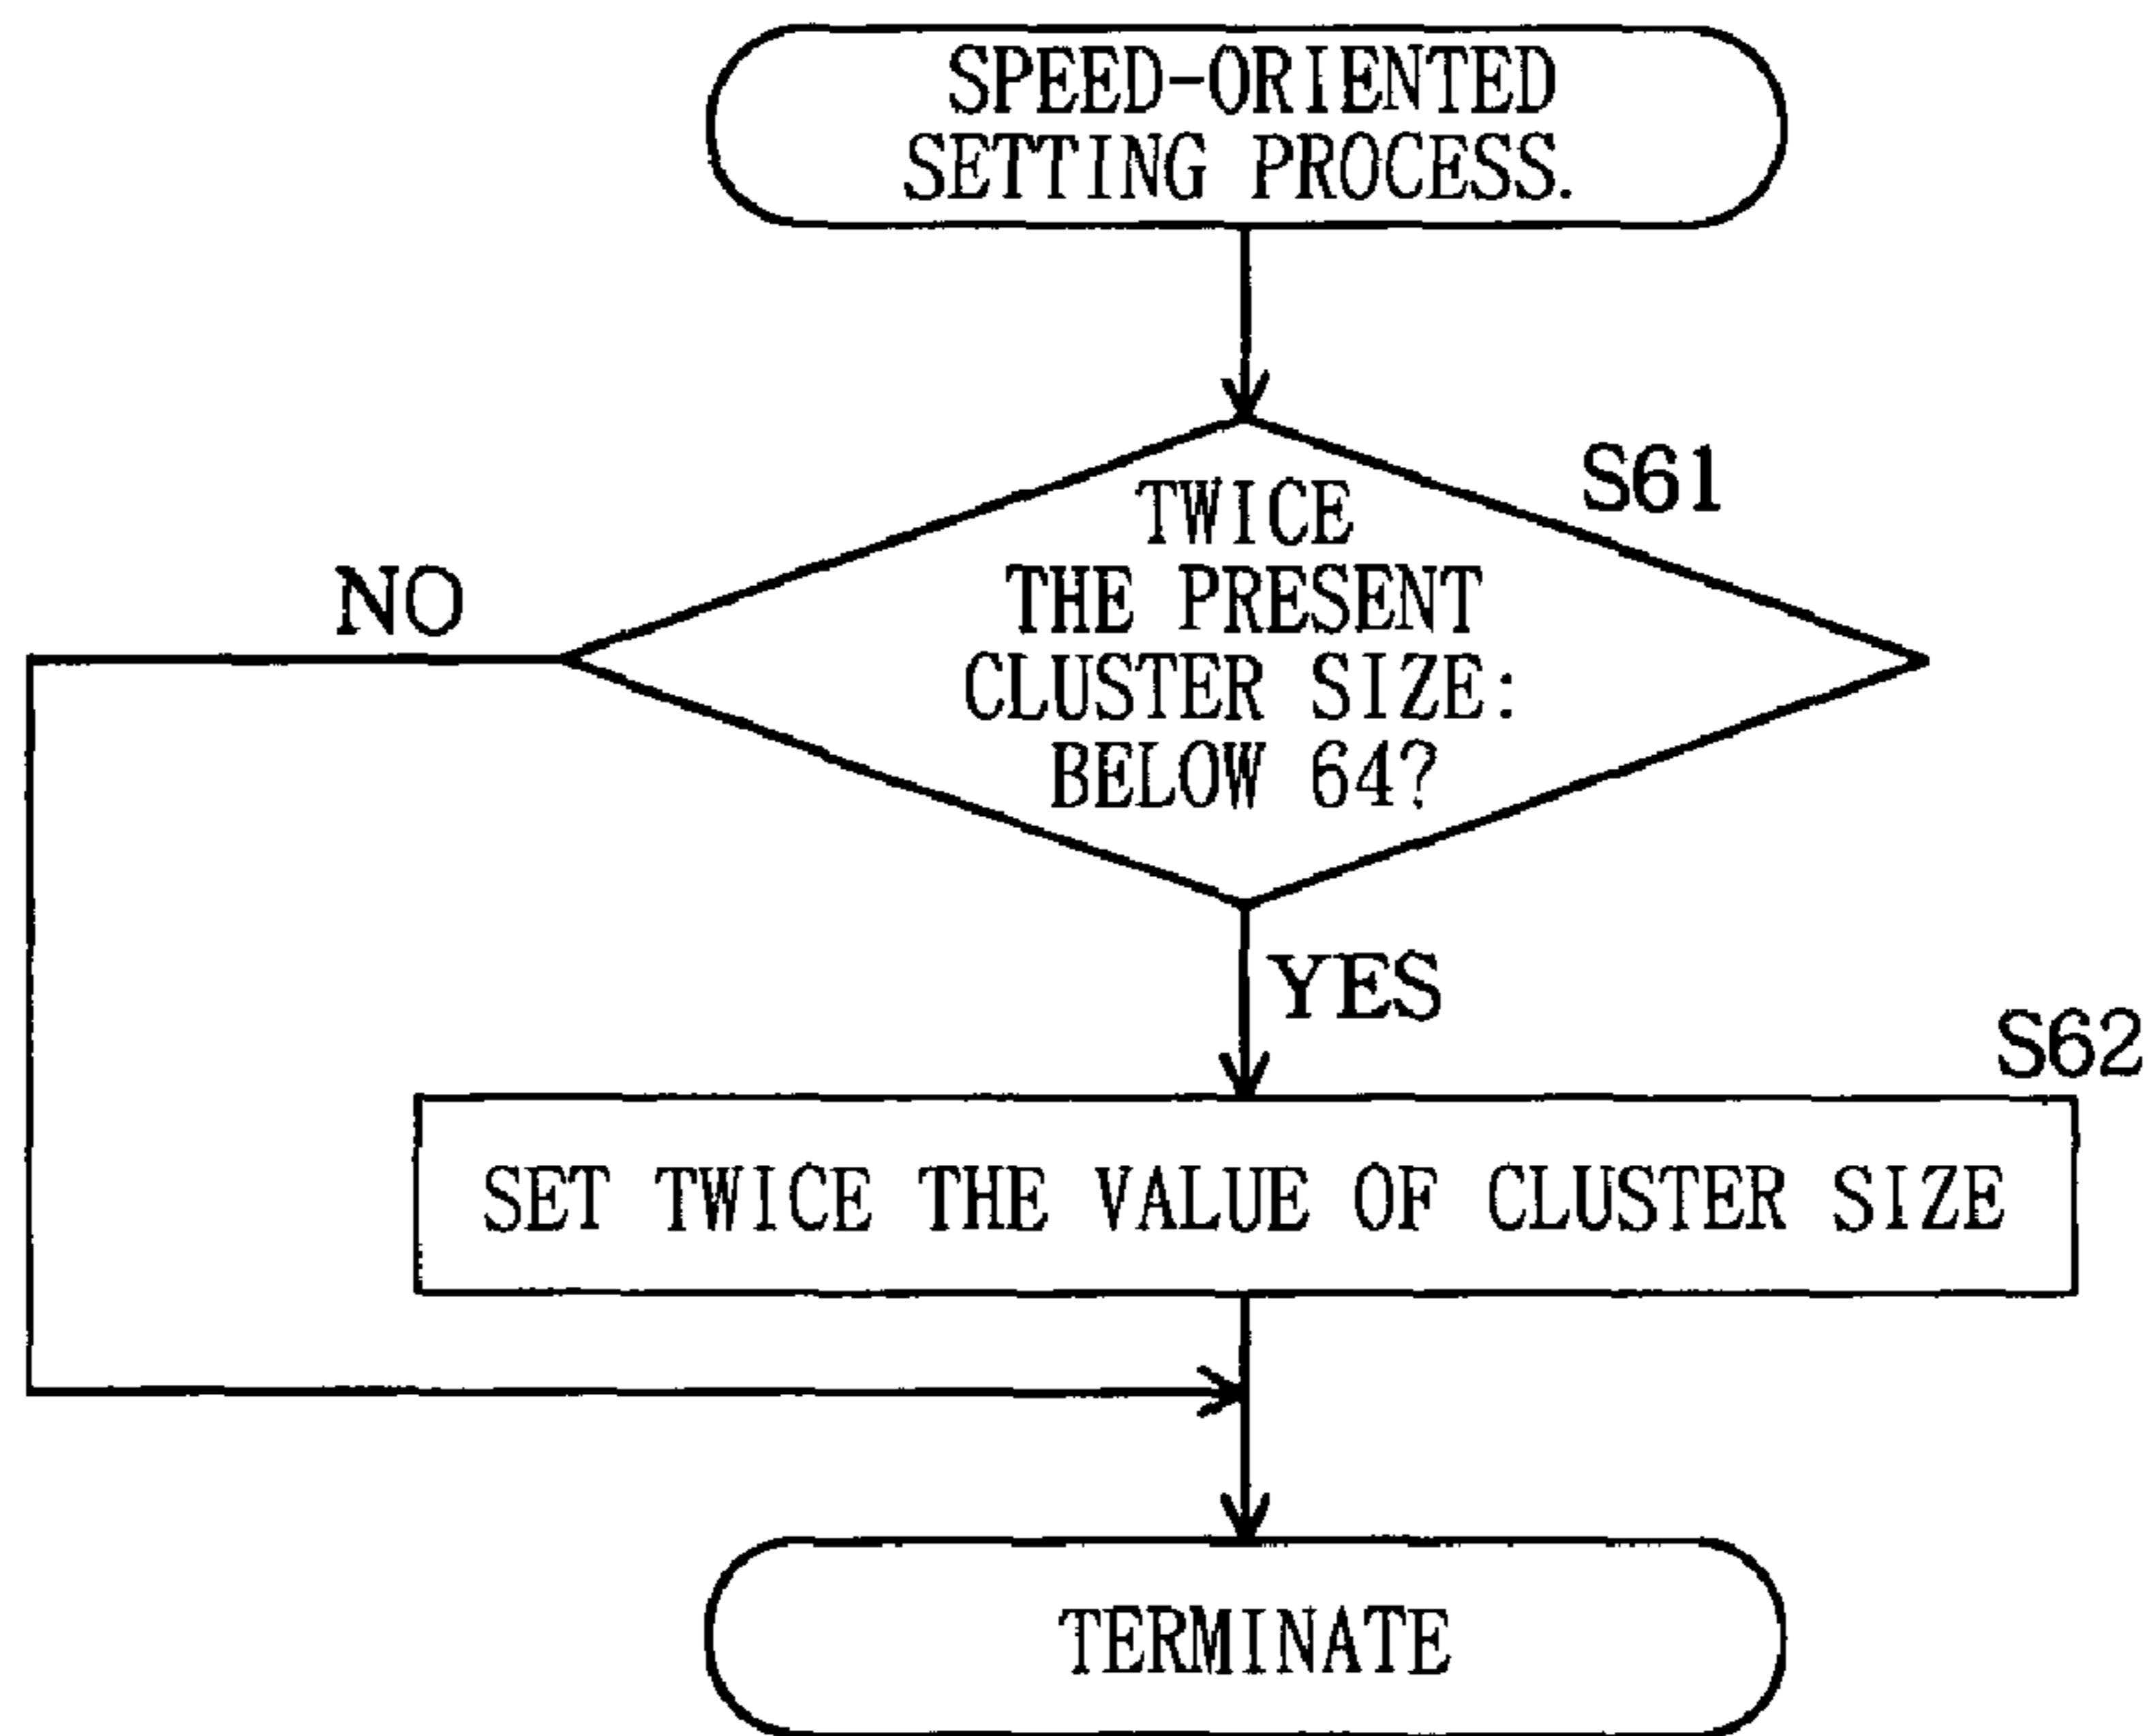 SPEED-ORIENTED
SETTING PROCESS.
S61
TWICE
THE PRESENT
CLUSTER SIZE:
BELOW 64?
NO
YES
S62
SET TWICE THE VALUE OF CLUSTER SIZE
TERMINATE